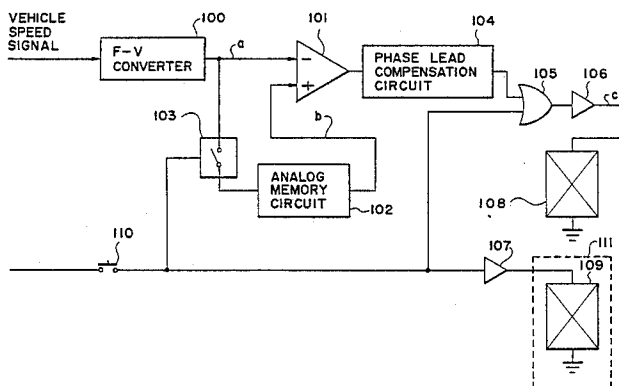 VEHICLE
SPEED
SIGNAL
100
F-V
CONVERTER
a
101
-
+
104
PHASE LEAD
COMPENSATION
CIRCUIT
105
106
c
103
b
ANALOG
MEMORY
CIRCUIT
102
108
110
107
111
109